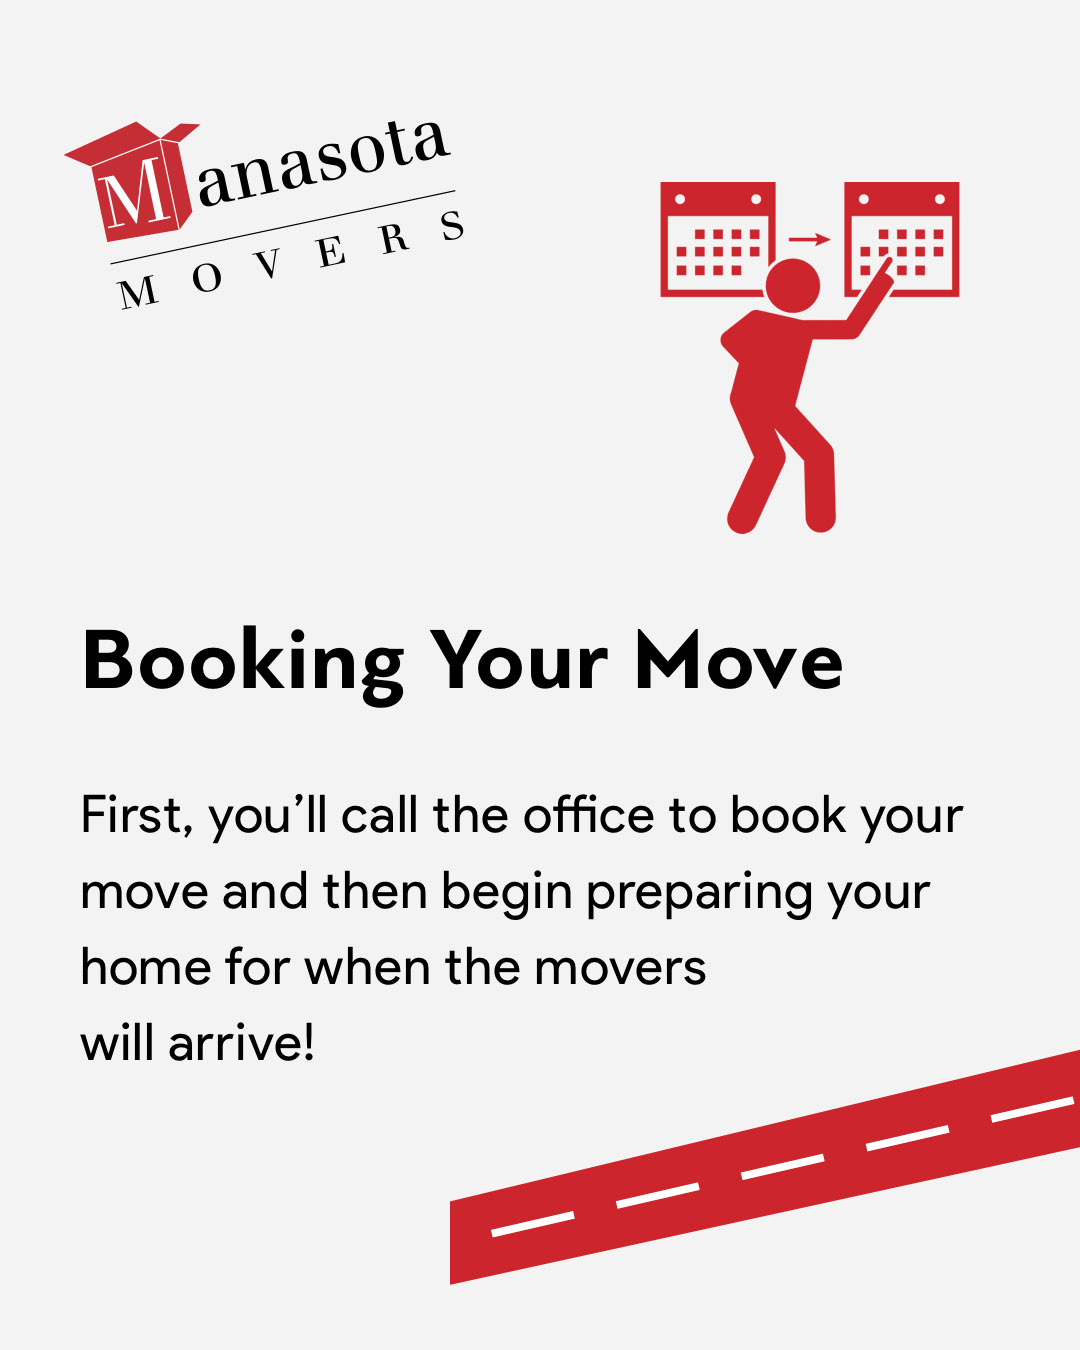 Manasota
MOVERS
Booking Your Move
First, you’ll call the office to book your
move and then begin preparing your
home for when the movers
will arrive!